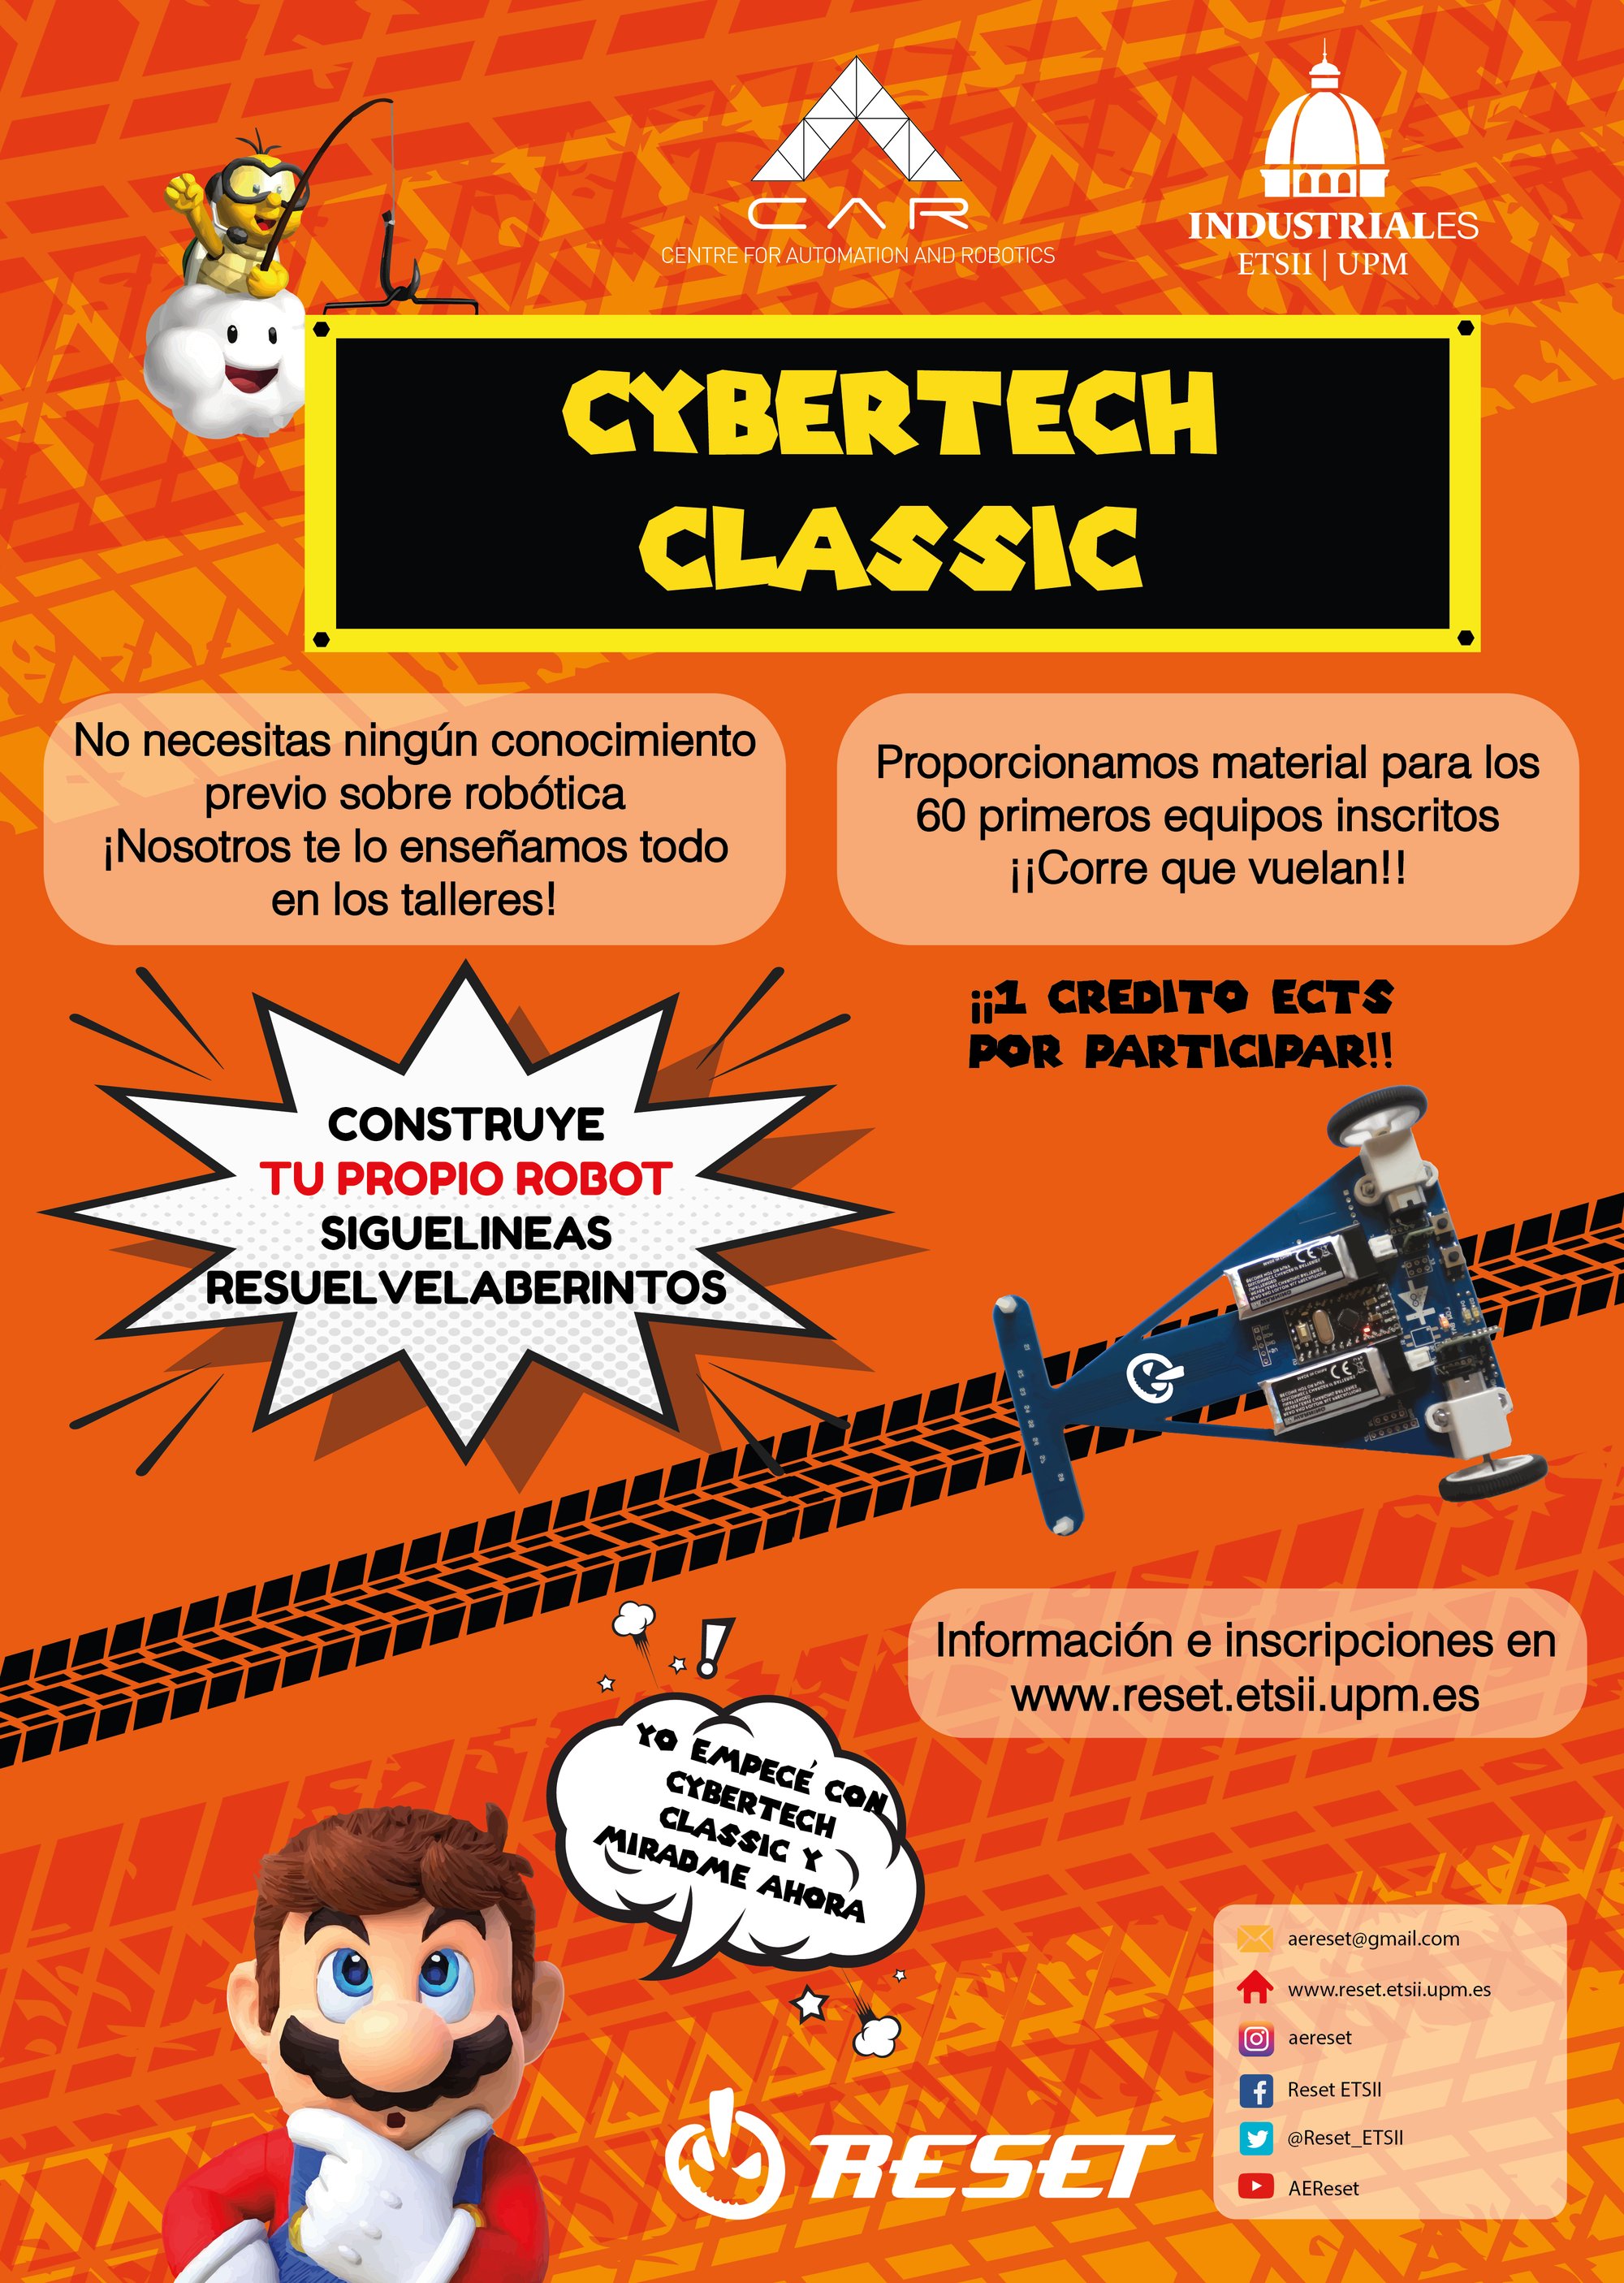 CAR
CENTRE FOR AUTOMATION AND ROBOTICS
INDUSTRIALES
ETSII | UPM
CYBERTECH
CLASSIC
No necesitas ningún conocimiento
previo sobre robótica
¡Nosotros te lo enseñamos todo
en los talleres!
Proporcionamos material para los
60 primeros equipos inscritos
¡¡Corre que vuelan!!
¡¡1 CREDITO ECTS
POR PARTICIPAR!!
CONSTRUYE
TU PROPIO ROBOT
SIGUELINEAS
RESUELVELABERINTOS
Información e inscripciones en
www.reset.etsii.upm.es
YO EMPECÉ CON
CYBERTECH
CLASSIC Y
MIRADME AHORA
aereset@gmail.com
www.reset.etsii.upm.es
aereset
Reset ETSII
@Reset_ETSII
AEReset
RESET